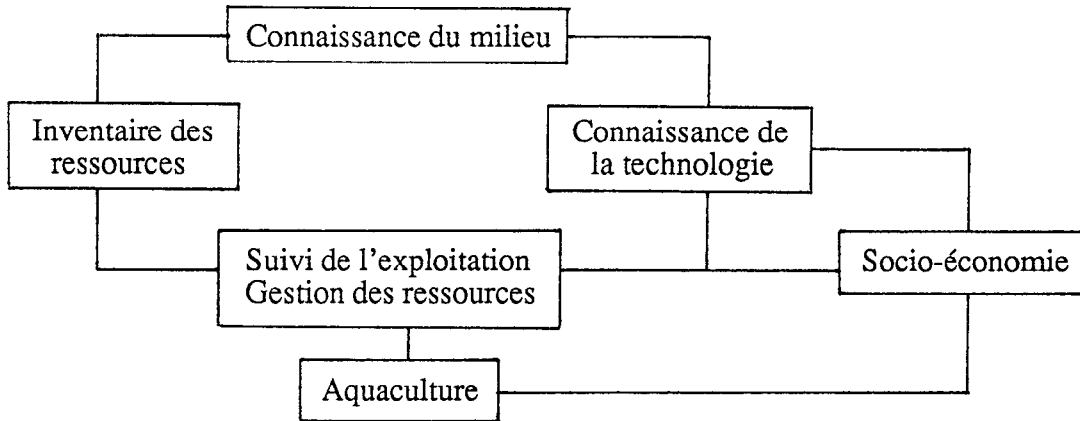 Connaissance du milieu
Inventaire des
ressources
Connaissance de
la technologie
Suivi de l'exploitation
Gestion des ressources
Socio-économie
Aquaculture